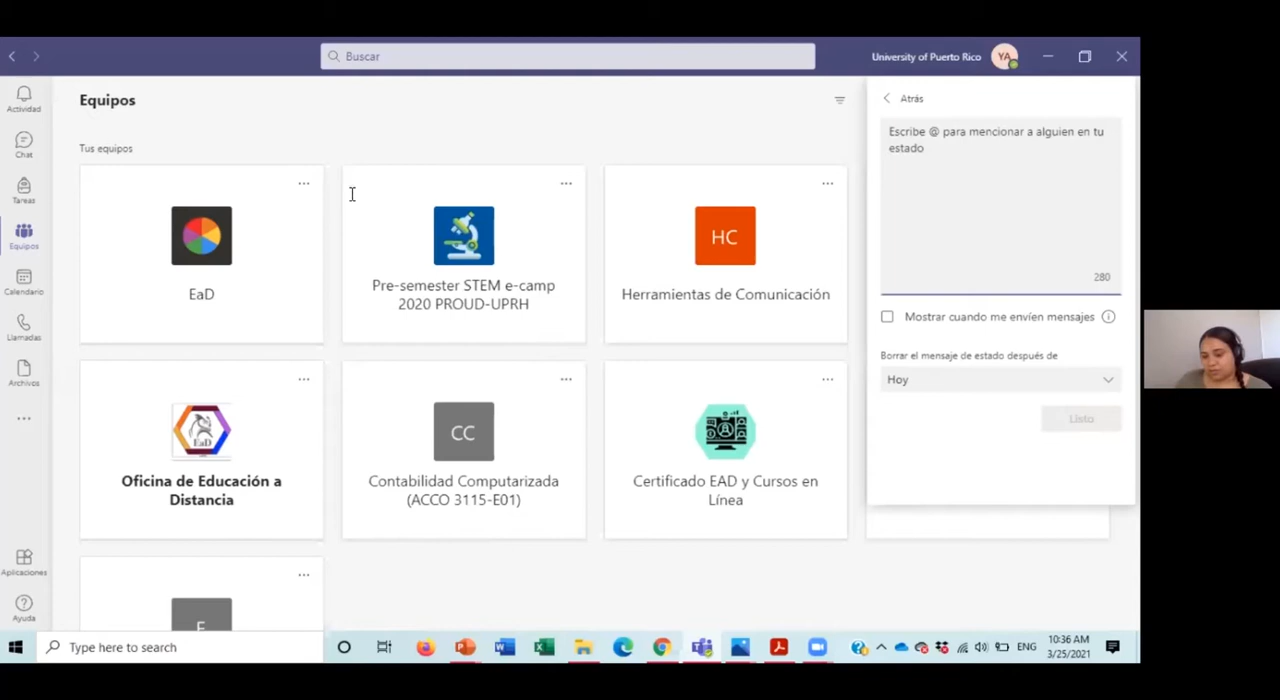 Buscar
University of Puerto Rico
YA
Actividad
Chat
Tareas
Equipos
Calendario
Llamadas
Archivos
Aplicaciones
Ayuda
Equipos
Tus equipos
EaD
Pre-semester STEM e-camp
2020 PROUD-UPRH
HC
Herramientas de Comunicación
EaD
Oficina de Educación a
Distancia
CC
Contabilidad Computarizada
(ACCO 3115-E01)
Certificado EAD y Cursos en
Línea
Atrás
Escribe @ para mencionar a alguien en tu
estado
280
Mostrar cuando me envíen mensajes
Borrar el mensaje de estado después de
Hoy
Listo
Type here to search
ENG
10:36 AM
3/25/2021